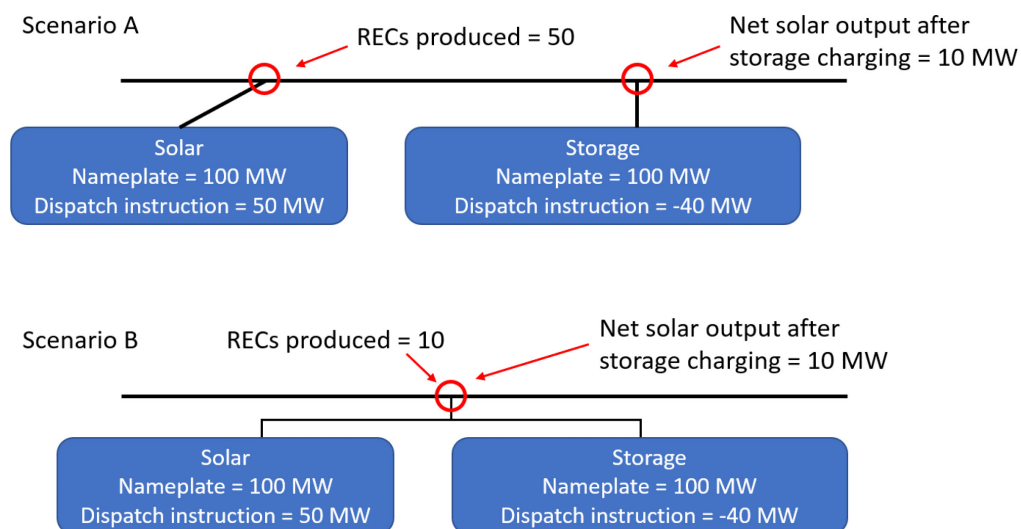 Scenario A
RECs produced = 50
Net solar output after
storage charging = 10 MW
Solar
Nameplate = 100 MW
Dispatch instruction = 50 MW
Storage
Nameplate = 100 MW
Dispatch instruction = -40 MW
Scenario B
RECs produced = 10
Net solar output after
storage charging = 10 MW
Solar
Nameplate = 100 MW
Dispatch instruction = 50 MW
Storage
Nameplate = 100 MW
Dispatch instruction = -40 MW